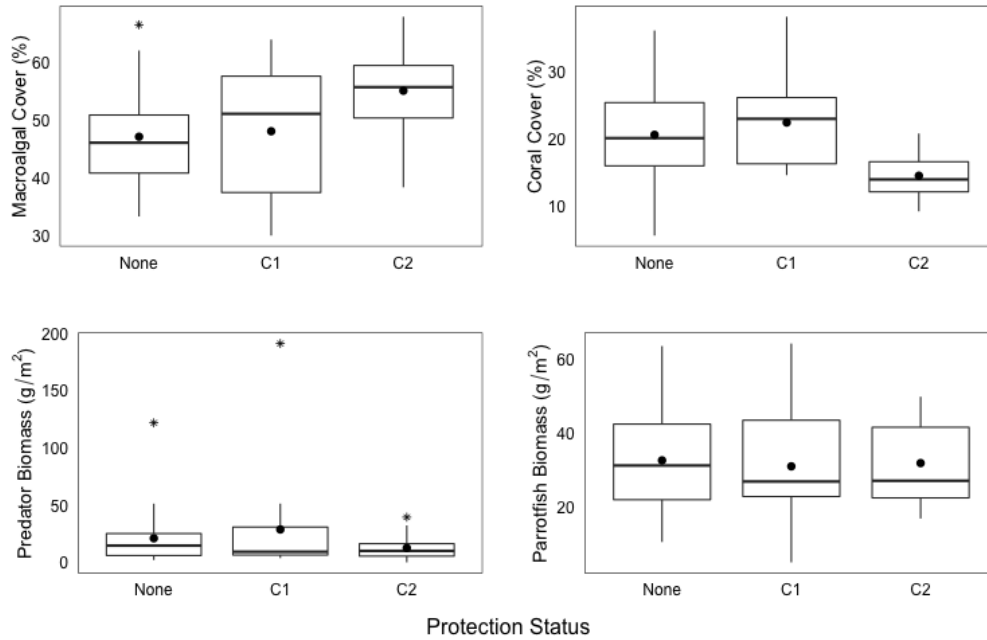 Macroalgal Cover (%)
60
50
40
30
None C1 C2
Coral Cover (%)
30
20
10
None C1 C2
Predator Biomass (g/m²)
200
150
100
50
0
None C1 C2
Parrotfish Biomass (g/m²)
60
40
20
None C1 C2
Protection Status